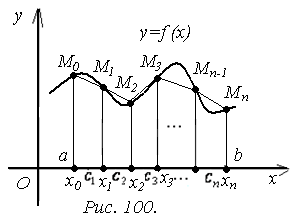 y
y=f(x)
M₀ M₁ M₂ M₃ Mₙ₋₁ Mₙ
...
a b
O x₀ c₁ x₁ c₂ x₂ c₃ x₃... cₙ xₙ x
Рис. 100.